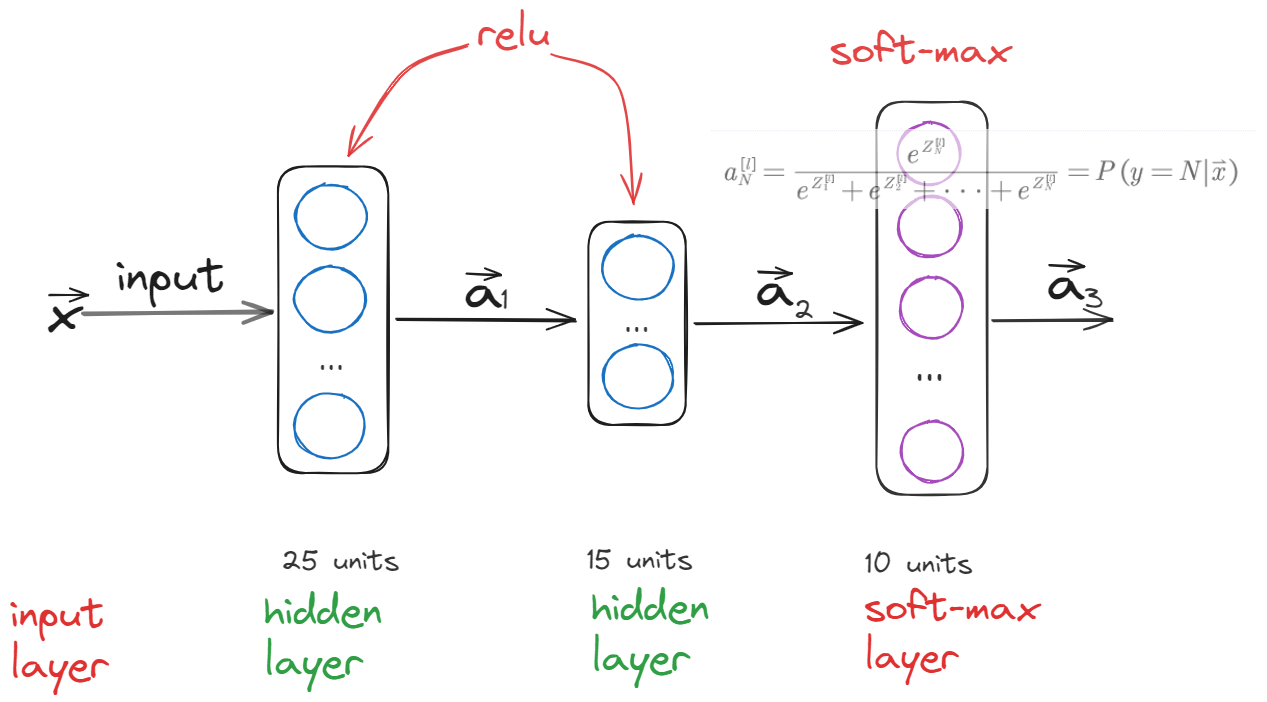 relu
soft-max
a_N^{[l]} = \frac{e^{Z_N^{[l]}}}{e^{Z_1^{[l]}} + e^{Z_2^{[l]}} + \cdots + e^{Z_N^{[l]}}} = P(y = N|\vec{x})
input
\vec{x}
\vec{a}_1
\vec{a}_2
\vec{a}_3
...
...
...
25 units
15 units
10 units
input layer
hidden layer
hidden layer
soft-max layer